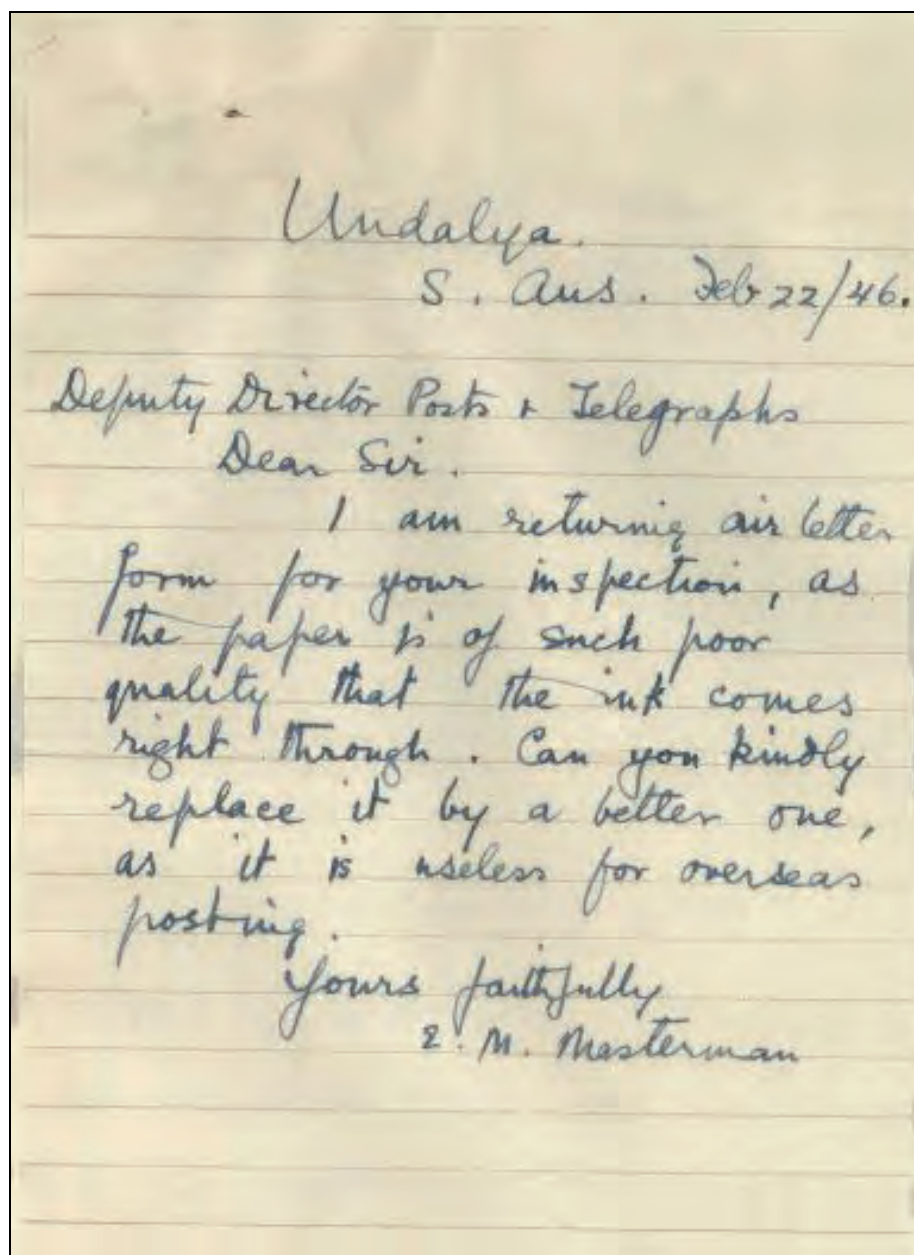 Undalya.
S. Aus. Feb 22/46.
Deputy Director Posts + Telegraphs
Dear Sir.
I am returning air letter
form for your inspection, as
the paper is of such poor
quality that the ink comes
right through. Can you kindly
replace it by a better one,
as it is useless for overseas
posting.
Yours faithfully
E. M. Masterman